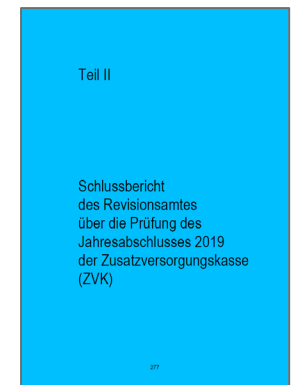 Teil II
Schlussbericht
des Revisionsamtes
über die Prüfung des
Jahresabschlusses 2019
der Zusatzversorgungskasse
(ZVK)
277